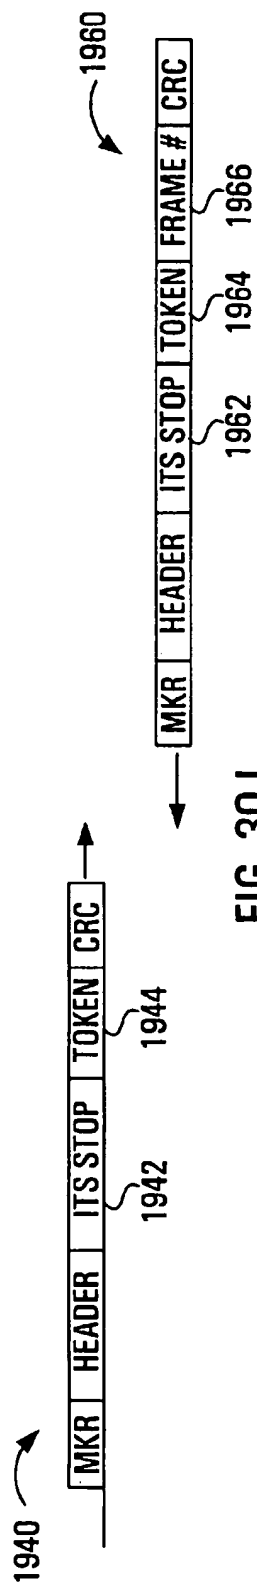 1940
MKR HEADER ITS STOP TOKEN CRC
1942 1944
1960
MKR HEADER ITS STOP TOKEN FRAME # CRC
1962 1964 1966
FIG.